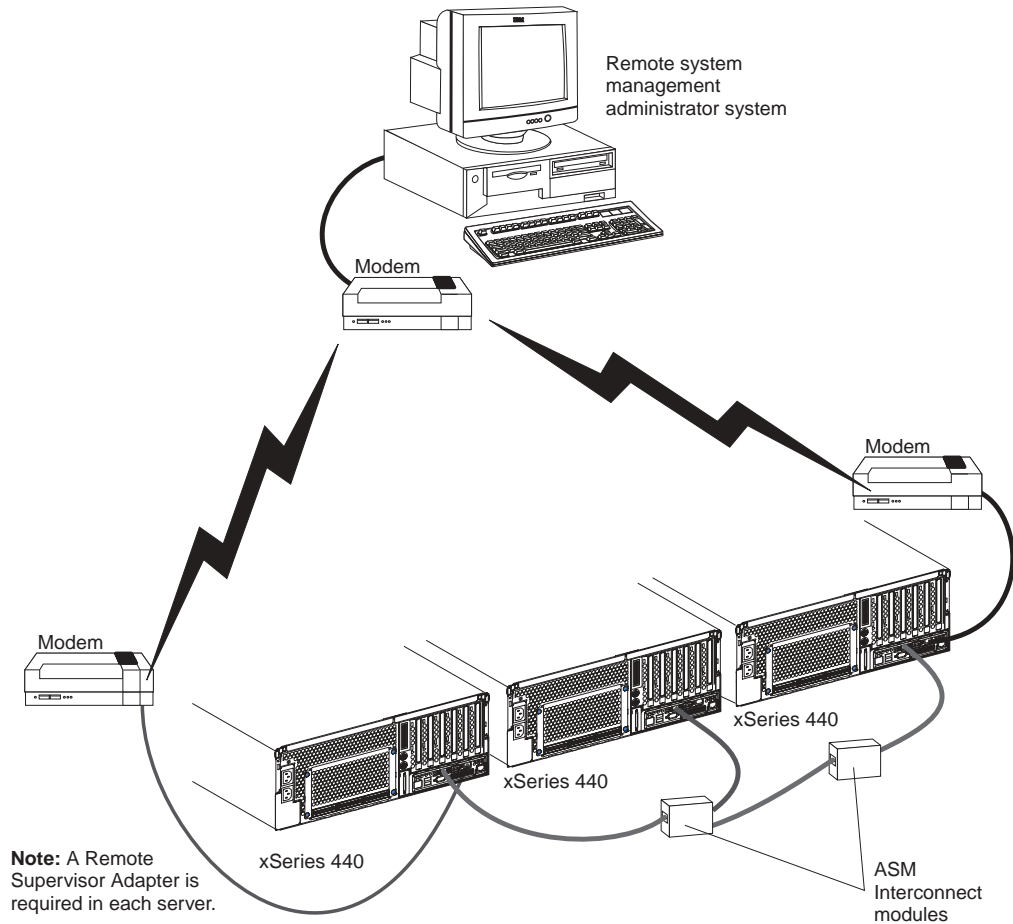 Remote system
management
administrator system
Modem
Modem
Modem
xSeries 440
xSeries 440
xSeries 440
Note: A Remote
Supervisor Adapter is
required in each server.
ASM
Interconnect
modules